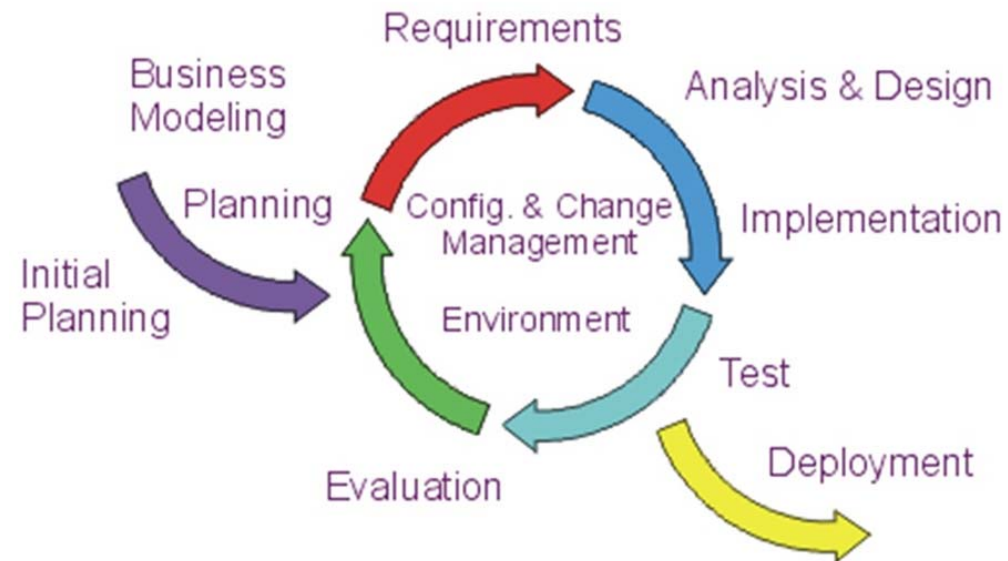 Requirements
Business
Modeling
Analysis & Design
Planning
Config. & Change
Management
Implementation
Initial
Planning
Environment
Test
Deployment
Evaluation